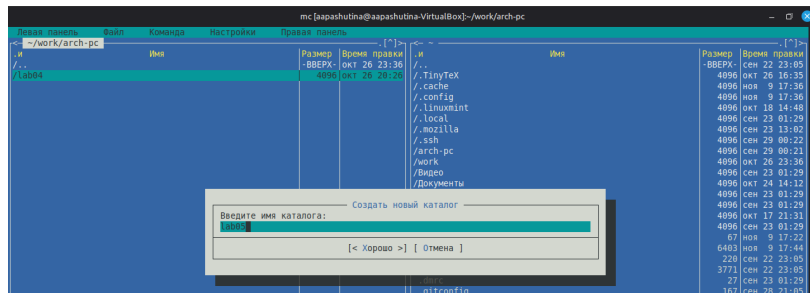 mc [aapashutina@aapashutina-VirtualBox]:~/work/arch-pc
Левая панель Файл Команда Настройки Правая панель
<- ~/work/arch-pc .[^]> <- ~ .[^]>
.и Имя Размер Время правки .и Имя Размер Время правки
/.. -ВВЕРХ- окт 26 23:36 /.. -ВВЕРХ- сен 22 23:05
/lab04 4096 окт 26 20:26 /.TinyTeX 4096 окт 26 16:35
/.cache 4096 ноя 9 17:36
/.config 4096 ноя 9 17:36
/.linuxmint 4096 окт 18 14:48
/.local 4096 сен 23 01:29
/.mozilla 4096 сен 23 13:02
/.ssh 4096 сен 29 00:22
/arch-pc 4096 сен 29 00:21
/work 4096 окт 26 23:36
/Видео 4096 сен 23 01:29
/Документы 4096 окт 24 14:12
4096 сен 23 01:29
Создать новый каталог 4096 сен 23 01:29
Введите имя каталога: 4096 окт 17 21:31
lab05 4096 сен 23 01:29
67 ноя 9 17:22
[< Хорошо >] [ Отмена ] 6403 ноя 9 17:44
220 сен 22 23:05
3771 сен 22 23:05
.dmrc 27 сен 23 01:29
.gitconfig 167 сен 28 21:05